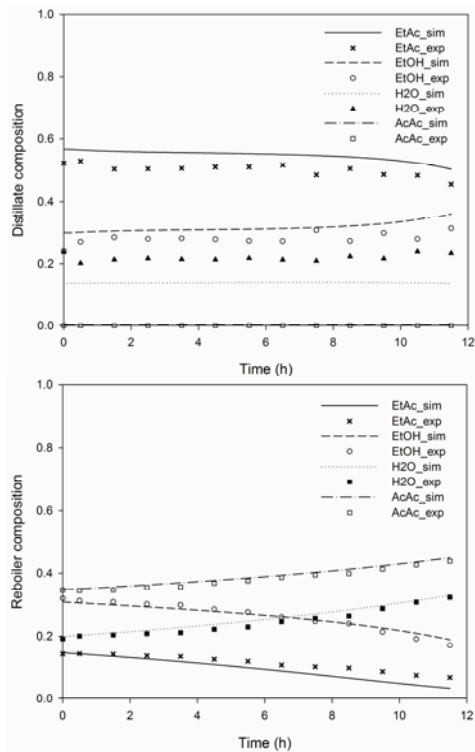 1.0
0.8
0.6
0.4
0.2
0.0
Distillate composition
EtAc_sim
EtAc_exp
EtOH_sim
EtOH_exp
H2O_sim
H2O_exp
AcAc_sim
AcAc_exp
0 2 4 6 8 10 12
Time (h)
1.0
0.8
0.6
0.4
0.2
0.0
Reboiler composition
EtAc_sim
EtAc_exp
EtOH_sim
EtOH_exp
H2O_sim
H2O_exp
AcAc_sim
AcAc_exp
0 2 4 6 8 10 12
Time (h)